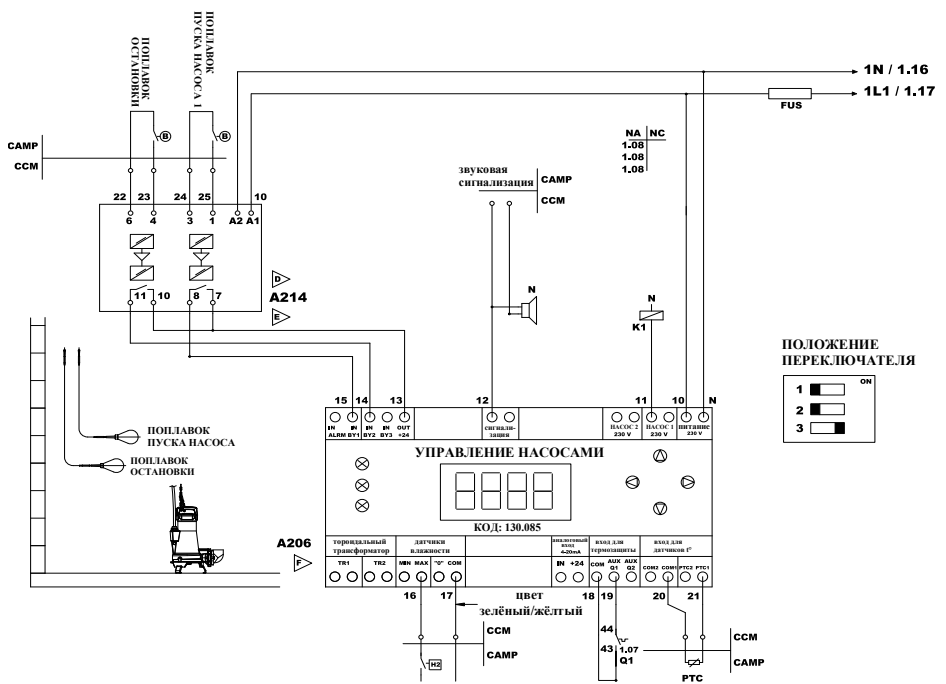 ПОПЛАВОК ОСТАНОВКИ
ПОПЛАВОК ПУСКА НАСОСА 1
1N / 1.16
1L1 / 1.17
FUS
B
B
CAMP
CCM
NA NC
1.08
1.08
1.08
звуковая сигнализация
CAMP
CCM
22 23 24 25 10
6 4 3 1 A2 A1
D
11 10 8 7
A214
E
N
N
K1
ПОЛОЖЕНИЕ
ПЕРЕКЛЮЧАТЕЛЯ
ON
1
2
3
15 14 13 12 11 10 N
IN ALRM
IN BY1
IN BY2
IN BY3
OUT +24
сигнали-
зация
НАСОС 2
230 V
НАСОС 1
230 V
питание
230 V
ПОПЛАВОК
ПУСКА НАСОСА
ПОПЛАВОК
ОСТАНОВКИ
УПРАВЛЕНИЕ НАСОСАМИ
КОД: 130.085
A206
F
тороидальный
трансформатор
датчики
влажности
аналоговый
вход
4-20mA
вход для
термозащиты
вход для
датчиков t°
TR1 TR2 MIN MAX "0" COM
IN +24
COM
AUX Q1
AUX Q2
COM2 COM1 PTC2 PTC1
16 17
цвет
зелёный/жёлтый
18 19 20 21
44
43
1.07
Q1
CCM
CAMP
H2
CCM
CAMP
PTC